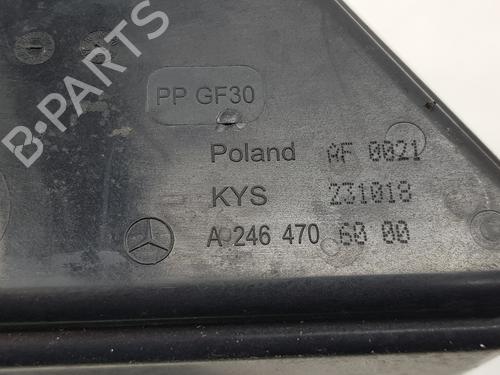 B-PARTS
PP GF30
Poland AF 0021
KYS 231018
A 246 470 60 00